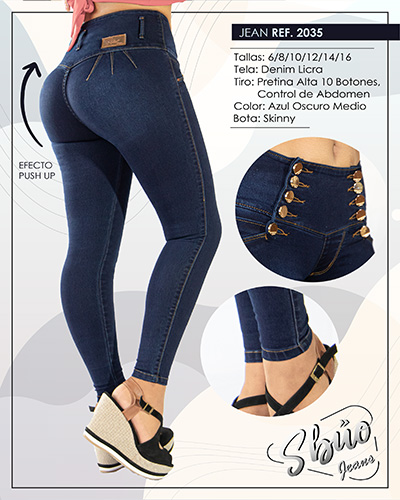 JEAN REF. 2035
Tallas: 6/8/10/12/14/16
Tela: Denim Licra
Tiro: Pretina Alta 10 Botones,
Control de Abdomen
Color: Azul Oscuro Medio
Bota: Skinny
EFECTO
PUSH UP
Sbüo
Jeans